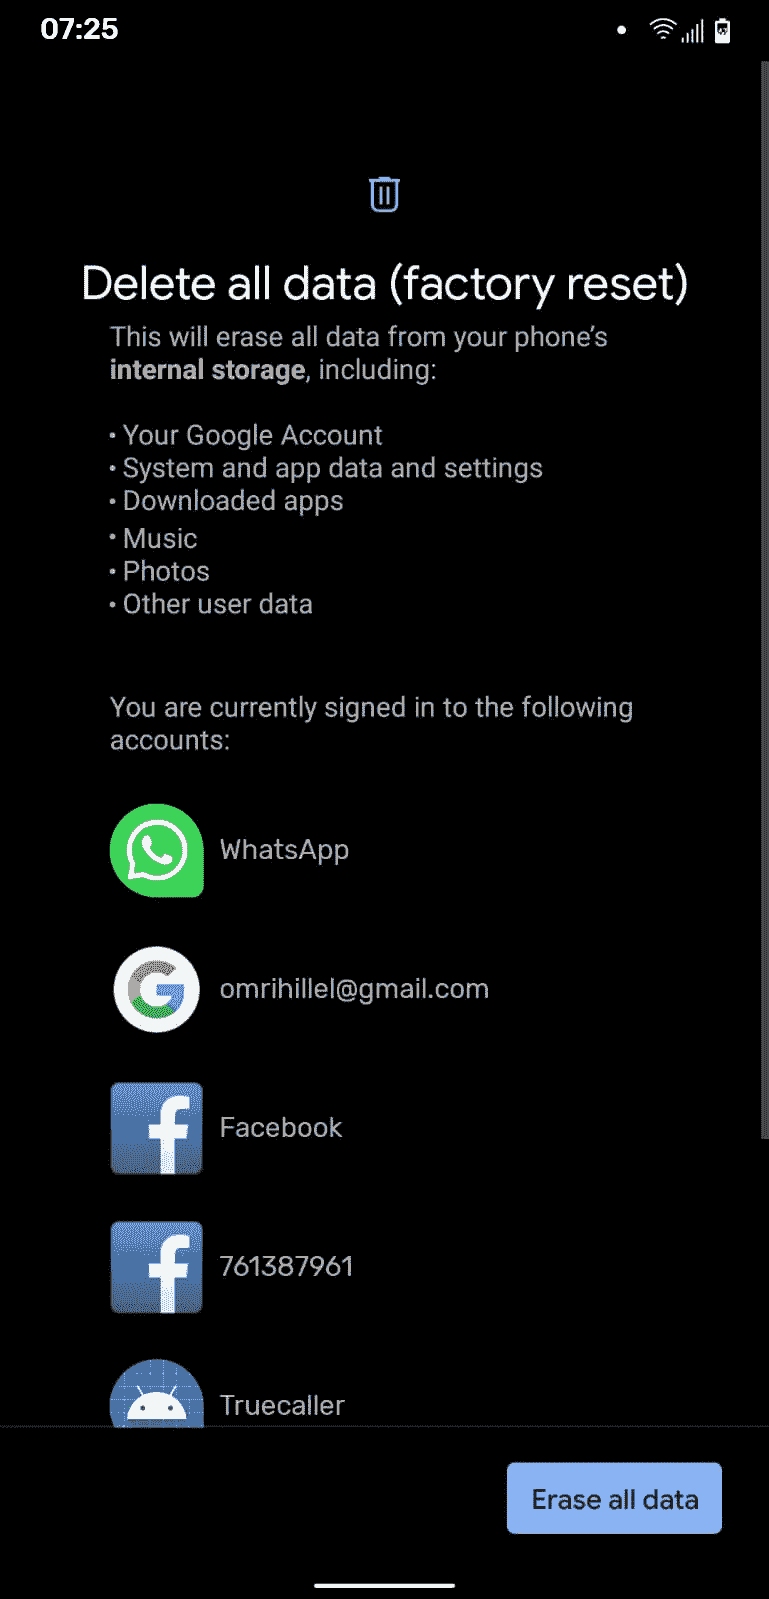 07:25
Delete all data (factory reset)
This will erase all data from your phone’s
internal storage, including:
• Your Google Account
• System and app data and settings
• Downloaded apps
• Music
• Photos
• Other user data
You are currently signed in to the following
accounts:
WhatsApp
omrihillel@gmail.com
Facebook
761387961
Truecaller
Erase all data